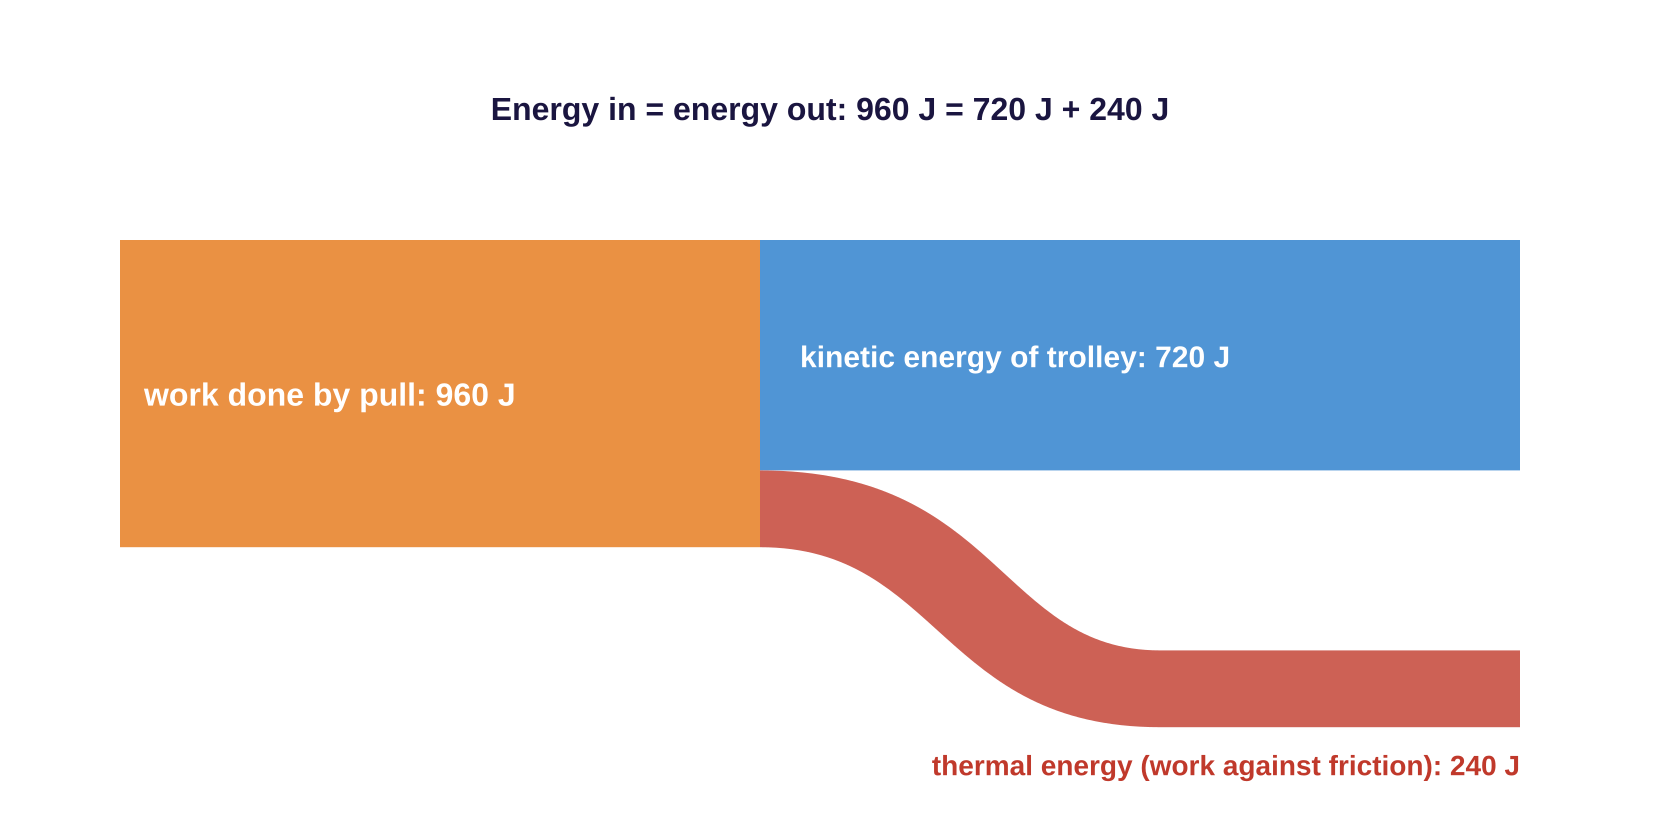 Energy in = energy out: 960 J = 720 J + 240 J
kinetic energy of trolley: 720 J
work done by pull: 960 J
thermal energy (work against friction): 240 J